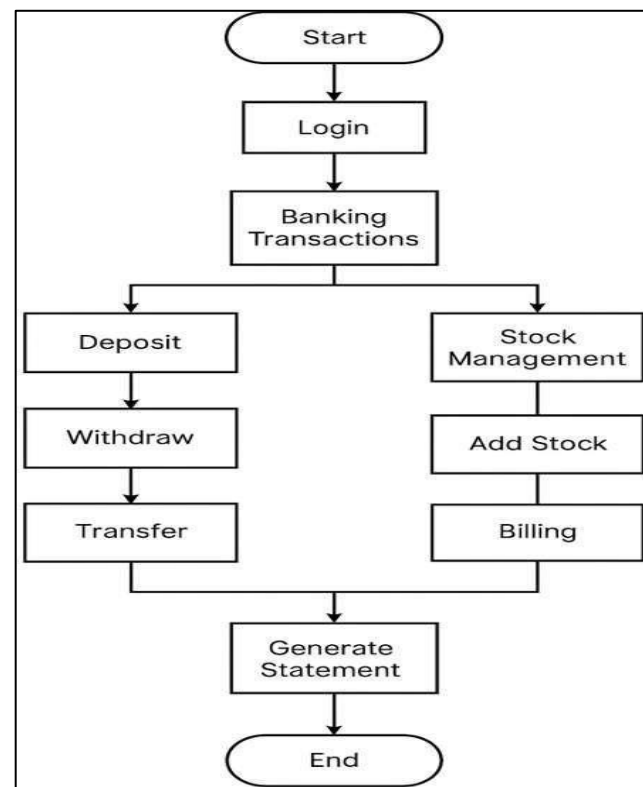 Start
Login
Banking
Transactions
Deposit
Stock
Management
Withdraw
Add Stock
Transfer
Billing
Generate
Statement
End